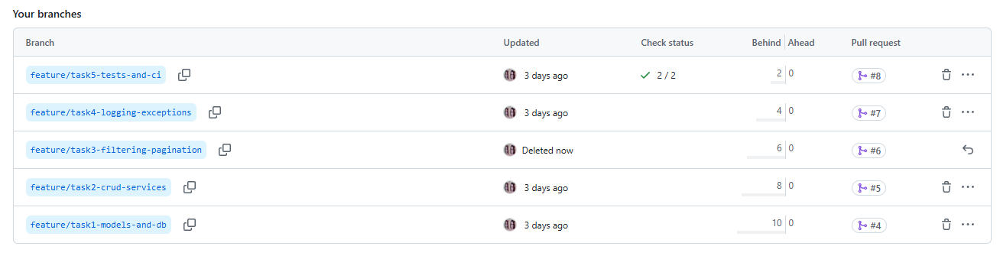 Your branches
Branch Updated Check status Behind Ahead Pull request
feature/task5-tests-and-ci 3 days ago 2 / 2 2 0 #8
feature/task4-logging-exceptions 3 days ago 4 0 #7
feature/task3-filtering-pagination Deleted now 6 0 #6
feature/task2-crud-services 3 days ago 8 0 #5
feature/task1-models-and-db 3 days ago 10 0 #4